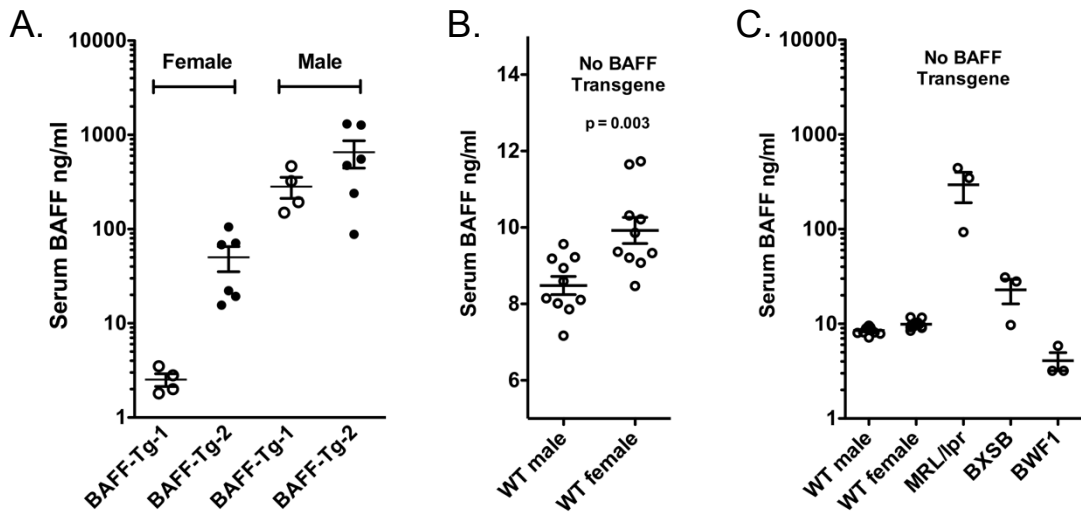 A.
Serum BAFF ng/ml
10000
1000
100
10
1
Female
Male
BAFF-Tg-1
BAFF-Tg-2
BAFF-Tg-1
BAFF-Tg-2
B.
Serum BAFF ng/ml
14
12
10
8
6
No BAFF
Transgene
p = 0.003
WT male
WT female
C.
Serum BAFF ng/ml
10000
1000
100
10
1
No BAFF
Transgene
WT male
WT female
MRL/lpr
BXSB
BWF1